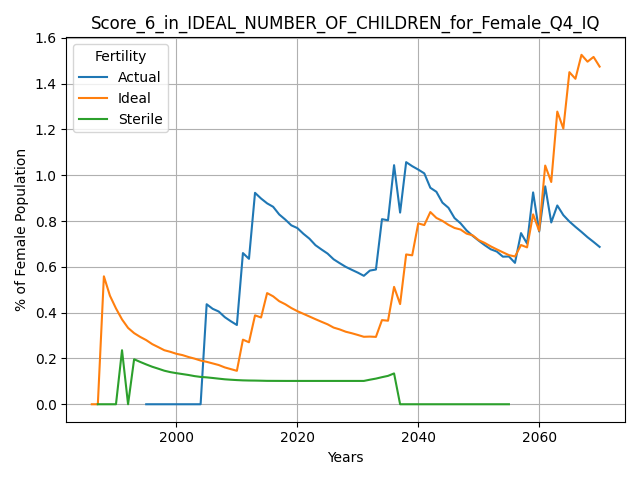 Score_6_in_IDEAL_NUMBER_OF_CHILDREN_for_Female_Q4_IQ
Fertility
Actual
Ideal
Sterile
% of Female Population
1.6
1.4
1.2
1.0
0.8
0.6
0.4
0.2
0.0
2000
2020
2040
2060
Years